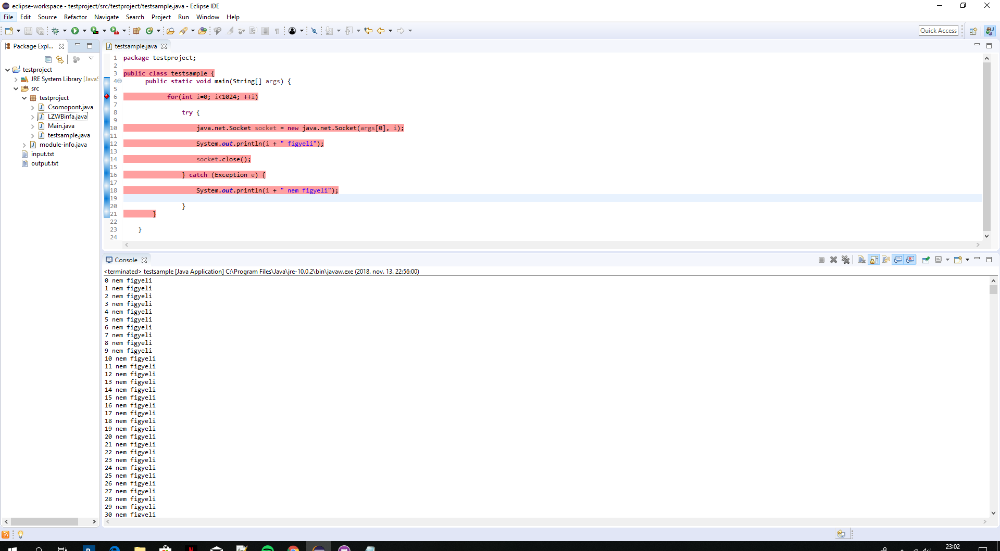 eclipse-workspace - testproject/src/testproject/testsample.java - Eclipse IDE
File Edit Source Refactor Navigate Search Project Run Window Help
Quick Access
Package Expl...
testproject
JRE System Library [JavaS
src
testproject
Csomopont.java
LZWBinfa.java
Main.java
testsample.java
module-info.java
input.txt
output.txt
testsample.java
1 package testproject;
2
3 public class testsample {
4 public static void main(String[] args) {
5
6 for(int i=0; i<1024; ++i)
7
8 try {
9
10 java.net.Socket socket = new java.net.Socket(args[0], i);
11
12 System.out.println(i + " figyeli");
13
14 socket.close();
15
16 } catch (Exception e) {
17
18 System.out.println(i + " nem figyeli");
19
20 }
21 }
22
23 }
24
Console
<terminated> testsample [Java Application] C:\Program Files\Java\jre-10.0.2\bin\javaw.exe (2018. nov. 13. 22:56:00)
0 nem figyeli
1 nem figyeli
2 nem figyeli
3 nem figyeli
4 nem figyeli
5 nem figyeli
6 nem figyeli
7 nem figyeli
8 nem figyeli
9 nem figyeli
10 nem figyeli
11 nem figyeli
12 nem figyeli
13 nem figyeli
14 nem figyeli
15 nem figyeli
16 nem figyeli
17 nem figyeli
18 nem figyeli
19 nem figyeli
20 nem figyeli
21 nem figyeli
22 nem figyeli
23 nem figyeli
24 nem figyeli
25 nem figyeli
26 nem figyeli
27 nem figyeli
28 nem figyeli
29 nem figyeli
30 nem figyeli
23:02